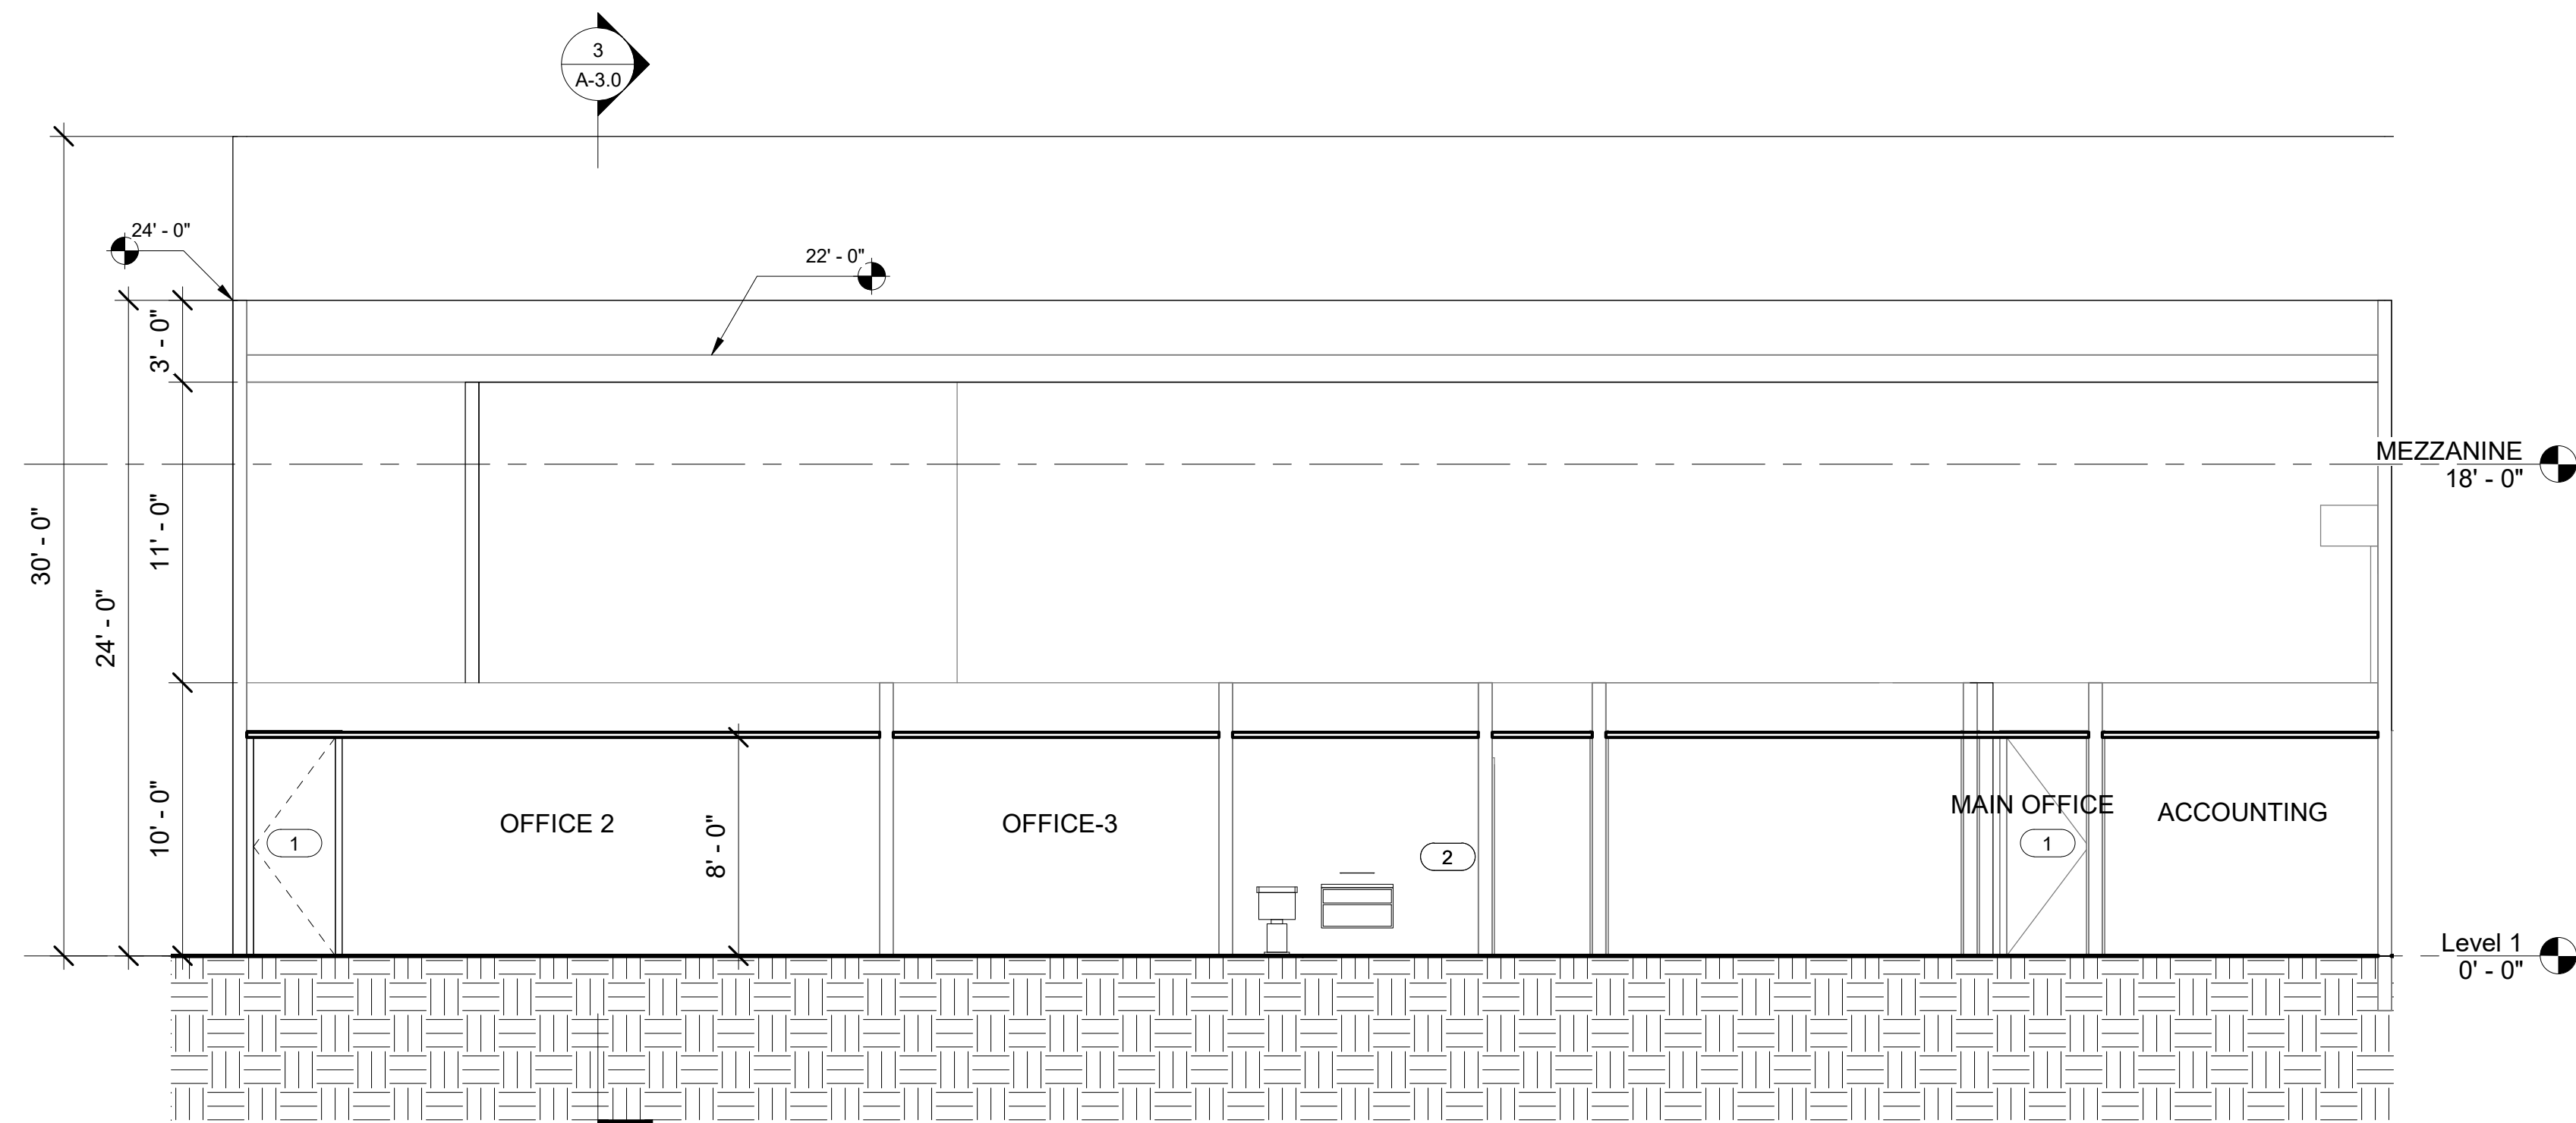 3
A-3.0
24' - 0"
22' - 0"
3' - 0"
MEZZANINE
18' - 0"
11' - 0"
30' - 0"
24' - 0"
10' - 0"
8' - 0"
OFFICE 2
OFFICE-3
MAIN OFFICE
ACCOUNTING
1
2
1
Level 1
0' - 0"